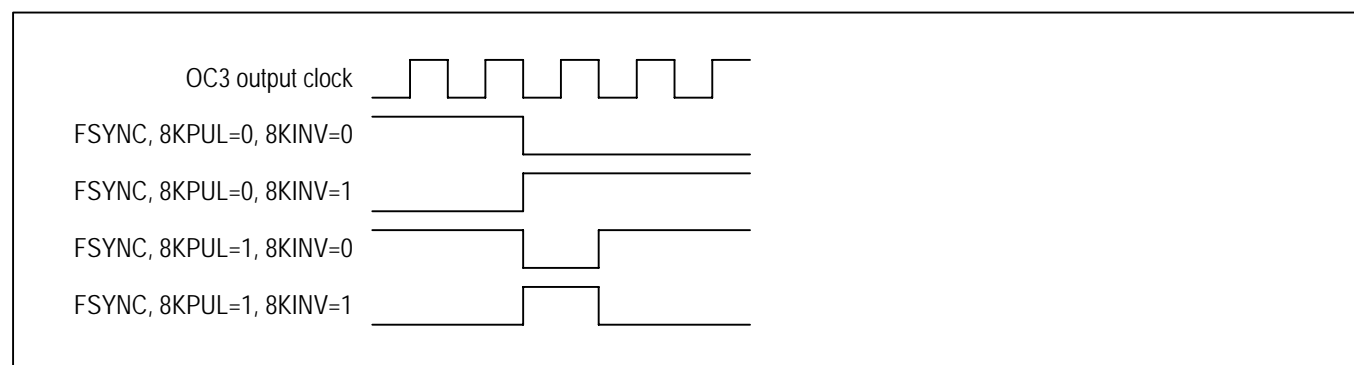 OC3 output clock
FSYNC, 8KPUL=0, 8KINV=0
FSYNC, 8KPUL=0, 8KINV=1
FSYNC, 8KPUL=1, 8KINV=0
FSYNC, 8KPUL=1, 8KINV=1